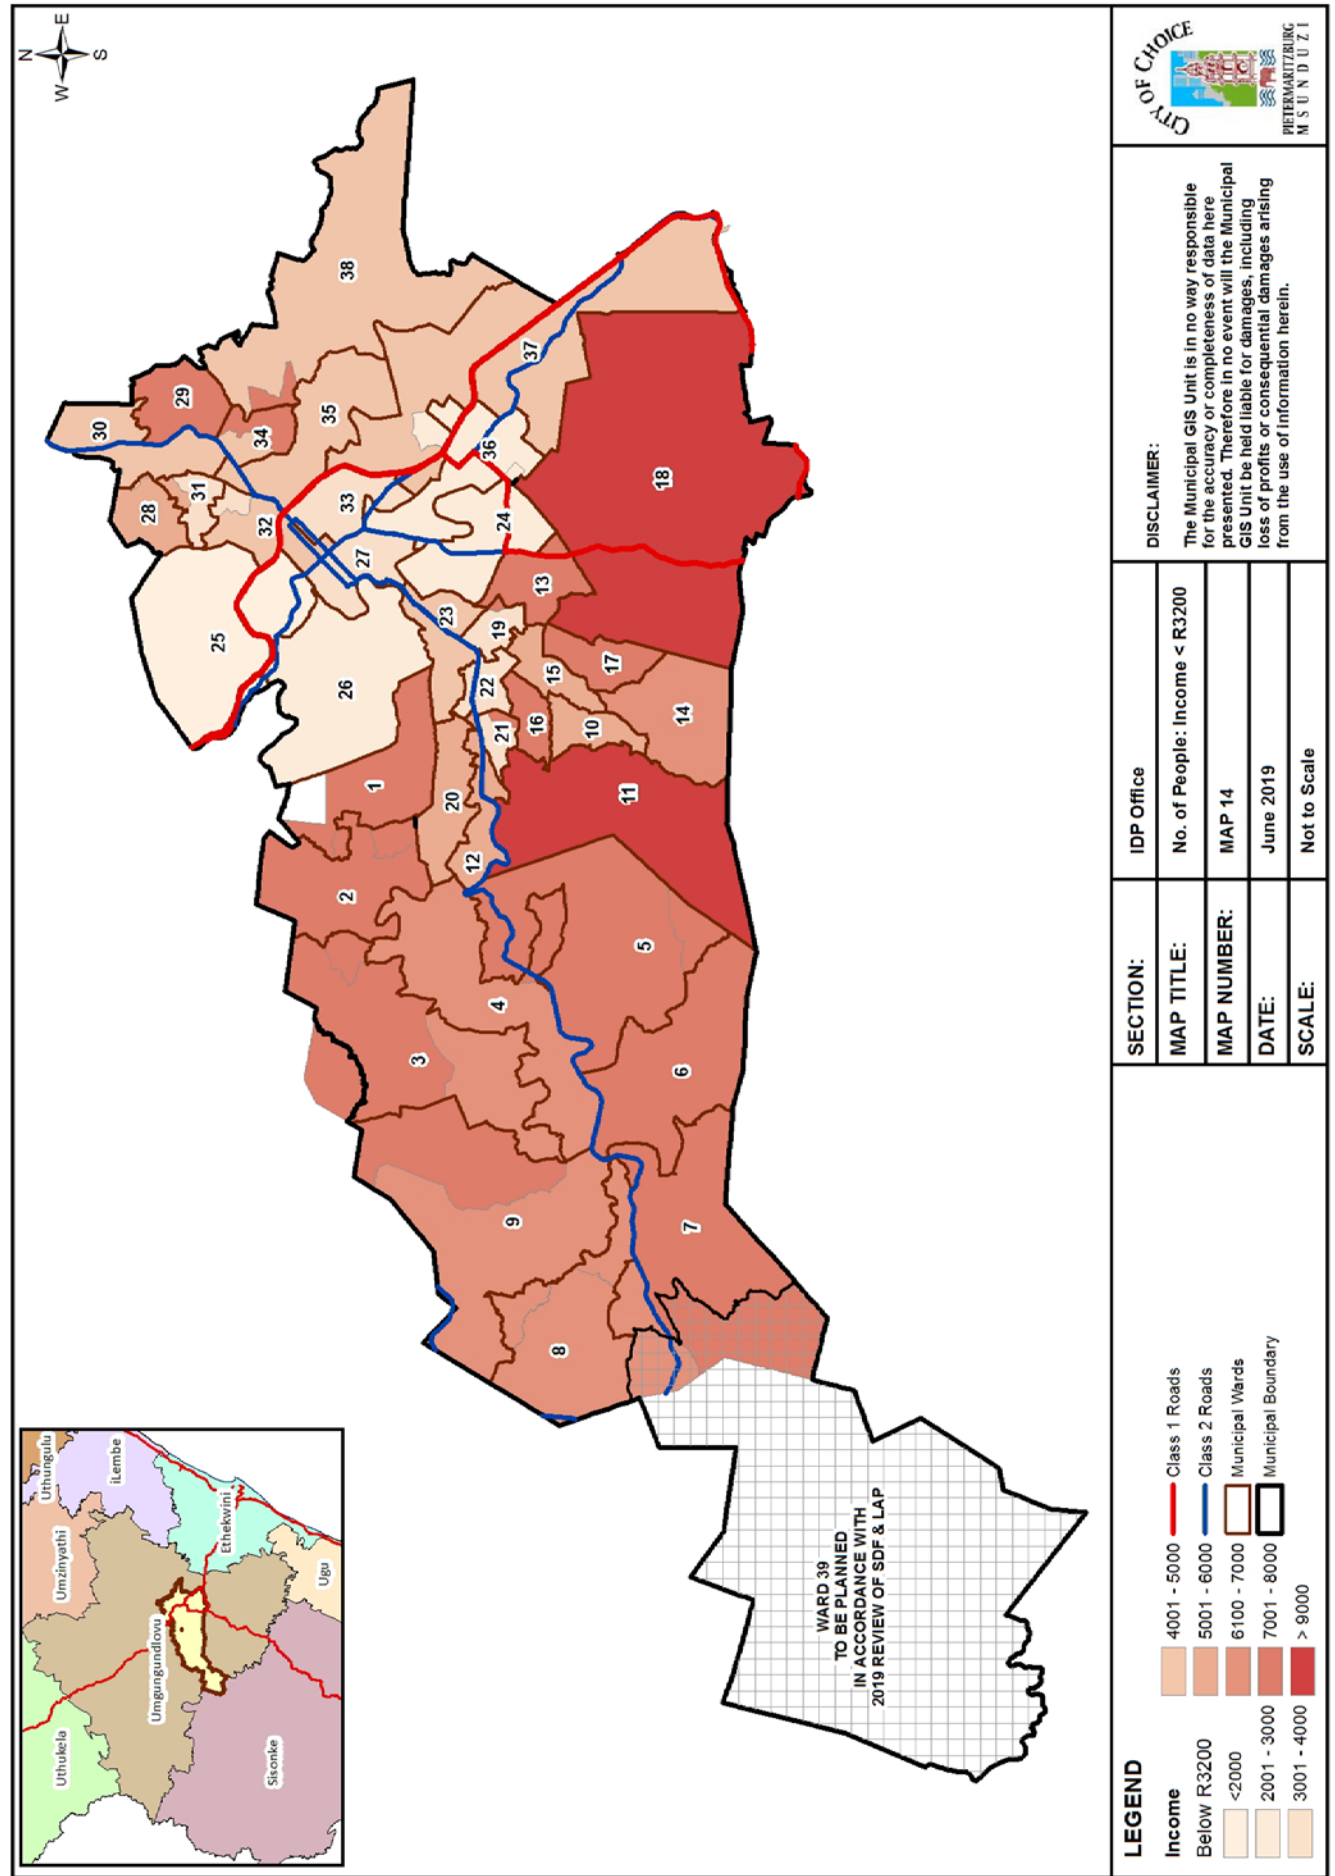 N
W
E
S
Uthungulu
Umzinyathi
iLembe
Uthukela
Umgungundlovu
Ethekwini
Ugu
Sisonke
30
29
28
31
34
38
25
32
35
33
27
26
36
37
24
23
13
18
19
22
15
17
1
21
16
10
14
20
12
11
2
4
5
3
6
9
7
8
WARD 39
TO BE PLANNED
IN ACCORDANCE WITH
2019 REVIEW OF SDF & LAP
LEGEND
Income
Below R3200
<2000
2001 - 3000
3001 - 4000
4001 - 5000
5001 - 6000
6100 - 7000
7001 - 8000
> 9000
Class 1 Roads
Class 2 Roads
Municipal Wards
Municipal Boundary
SECTION:
IDP Office
MAP TITLE:
No. of People: Income < R3200
MAP NUMBER:
MAP 14
DATE:
June 2019
SCALE:
Not to Scale
DISCLAIMER:
The Municipal GIS Unit is in no way responsible
for the accuracy or completeness of data here
presented. Therefore in no event will the Municipal
GIS Unit be held liable for damages, including
loss of profits or consequential damages arising
from the use of information herein.
CITY OF CHOICE
PIETERMARITZBURG
MSUNDUZI